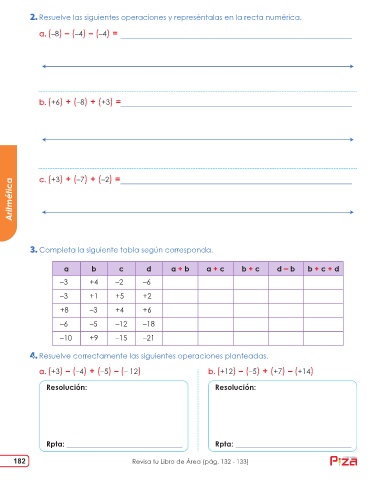 2. Resuelve las siguientes operaciones y represéntalas en la recta numérica.
a. (–8) – (–4) – (–4) = 
b. (+6) + (–8) + (+3) =
c. (+3) + (–7) + (–2) =
Aritmética
3. Completa la siguiente tabla según corresponda.
a b c d a + b a + c b + c d – b b + c + d
–3 +4 –2 –6
–3 +1 +5 +2
+8 –3 +4 +6
–6 –5 –12 –18
–10 +9 –15 –21
4. Resuelve correctamente las siguientes operaciones planteadas.
a. (+3) – (–4) + (–5) – (–12) b. (+12) – (–5) + (+7) – (+14)
Resolución: Resolución:
Rpta: Rpta:
182 Revisa tu Libro de Área (pág. 132 - 133)